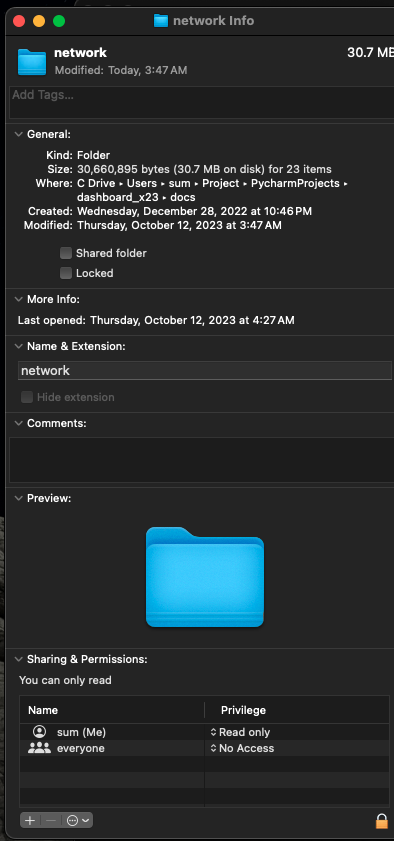 network Info
network
30.7 MB
Modified: Today, 3:47 AM
Add Tags...
General:
Kind: Folder
Size: 30,660,895 bytes (30.7 MB on disk) for 23 items
Where: C Drive ▸ Users ▸ sum ▸ Project ▸ PycharmProjects ▸
dashboard_x23 ▸ docs
Created: Wednesday, December 28, 2022 at 10:46 PM
Modified: Thursday, October 12, 2023 at 3:47 AM
Shared folder
Locked
More Info:
Last opened: Thursday, October 12, 2023 at 4:27 AM
Name & Extension:
network
Hide extension
Comments:
Preview:
Sharing & Permissions:
You can only read
Name Privilege
sum (Me) Read only
everyone No Access